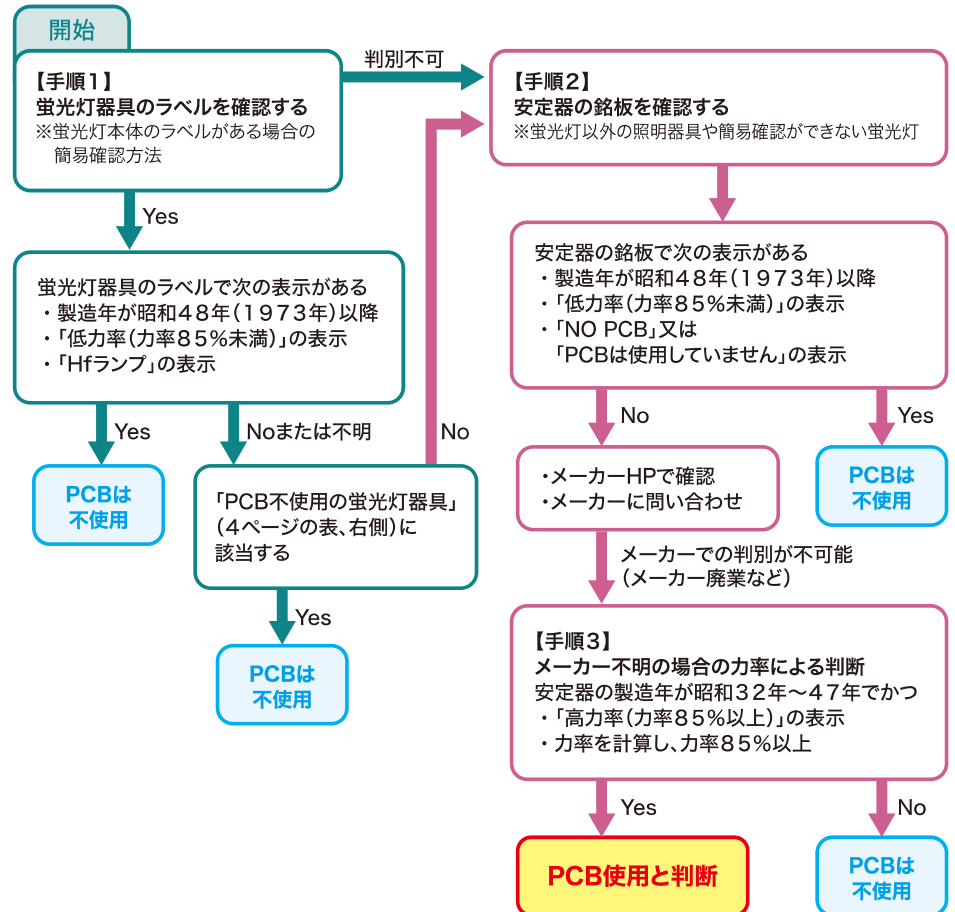 開始
【手順1】
蛍光灯器具のラベルを確認する
※蛍光灯本体のラベルがある場合の
簡易確認方法
判別不可
【手順2】
安定器の銘板を確認する
※蛍光灯以外の照明器具や簡易確認ができない蛍光灯
Yes
蛍光灯器具のラベルで次の表示がある
・製造年が昭和48年(1973年)以降
・「低力率(力率85%未満)」の表示
・「Hfランプ」の表示
Yes
PCBは
不使用
Noまたは不明
「PCB不使用の蛍光灯器具」
(4ページの表、右側)に
該当する
No
Yes
PCBは
不使用
安定器の銘板で次の表示がある
・製造年が昭和48年(1973年)以降
・「低力率(力率85%未満)」の表示
・「NO PCB」又は
「PCBは使用していません」の表示
No
・メーカーHPで確認
・メーカーに問い合わせ
Yes
PCBは
不使用
メーカーでの判別が不可能
(メーカー廃業など)
【手順3】
メーカー不明の場合の力率による判断
安定器の製造年が昭和32年〜47年でかつ
・「高力率(力率85%以上)」の表示
・力率を計算し、力率85%以上
Yes
PCB使用と判断
No
PCBは
不使用